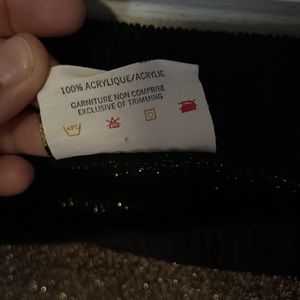 100% ACRYLIQUE/ACRYLIC
GARNITURE NON COMPRISE
EXCLUSIVE OF TRIMMING
40°C